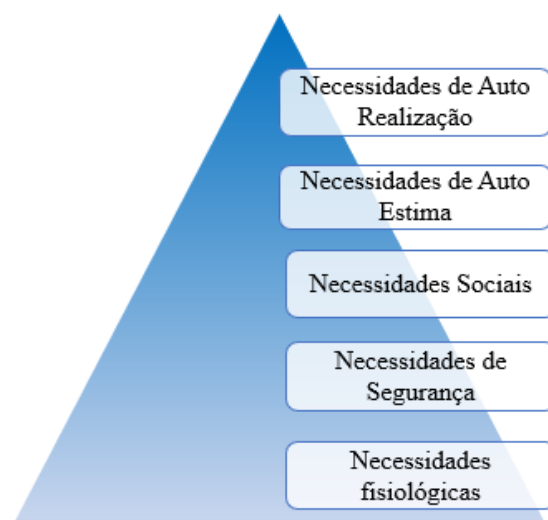 Necessidades de Auto
Realização
Necessidades de Auto
Estima
Necessidades Sociais
Necessidades de
Segurança
Necessidades
fisiológicas